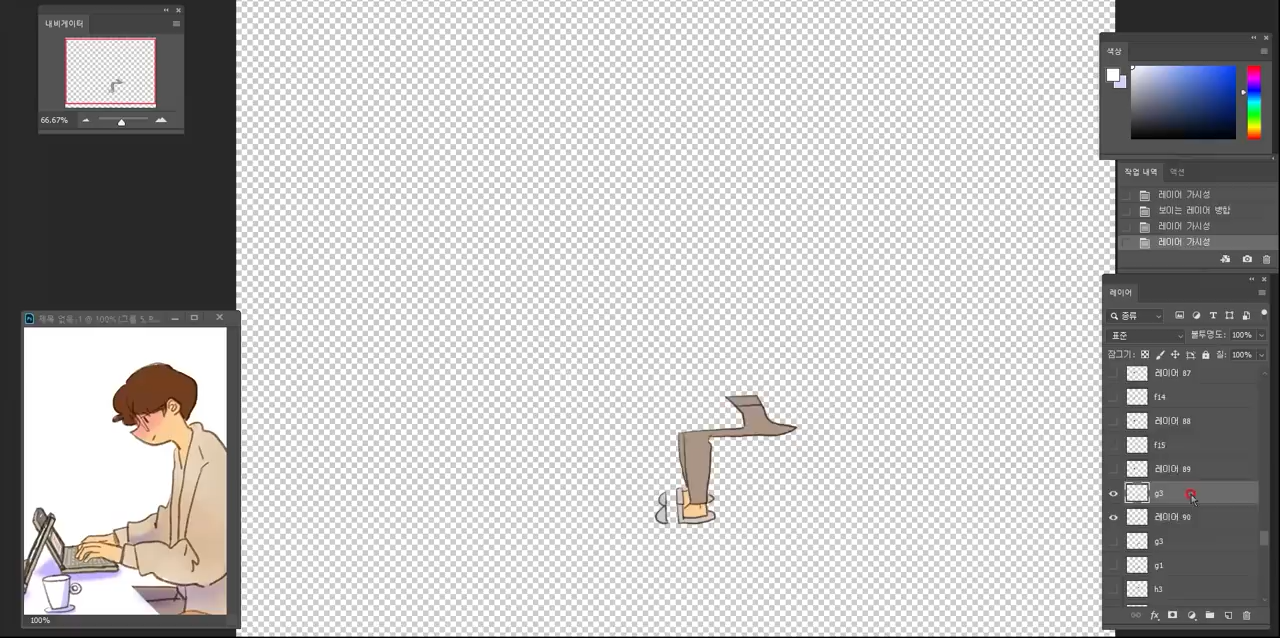 내비게이터
66.67%
색상
작업 내역 액션
레이어 가시성
보이는 레이어 병합
레이어 가시성
레이어 가시성
레이어
종류
표준 불투명도: 100%
잠그기: 칠: 100%
레이어 87
f14
레이어 88
f15
레이어 89
g3
레이어 90
g3
g1
h3
제목 없음-1 @ 100% (그룹 5,
100%